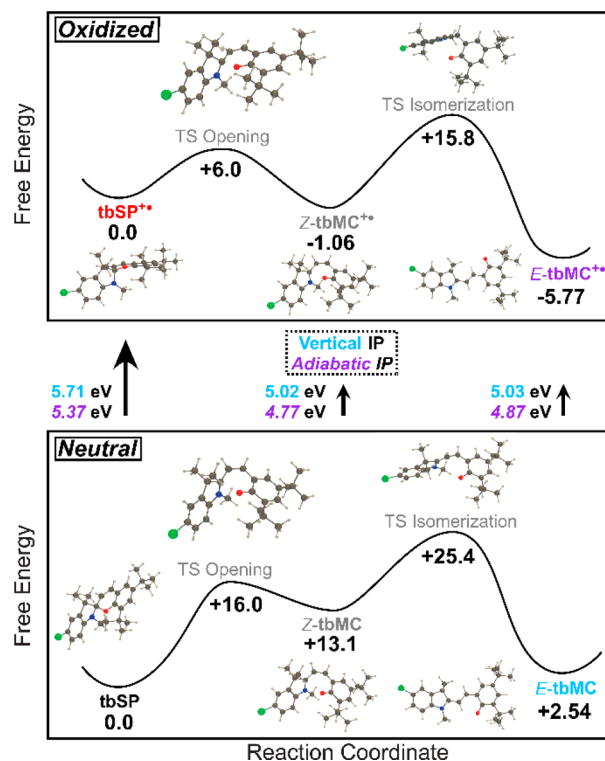 Oxidized
Free Energy
TS Opening
+6.0
TS Isomerization
+15.8
tbSP+•
0.0
Z-tbMC+•
-1.06
E-tbMC+•
-5.77
Vertical IP
Adiabatic IP
5.71 eV
5.37 eV
5.02 eV
4.77 eV
5.03 eV
4.87 eV
Neutral
Free Energy
TS Opening
+16.0
TS Isomerization
+25.4
Z-tbMC
+13.1
tbSP
0.0
E-tbMC
+2.54
Reaction Coordinate